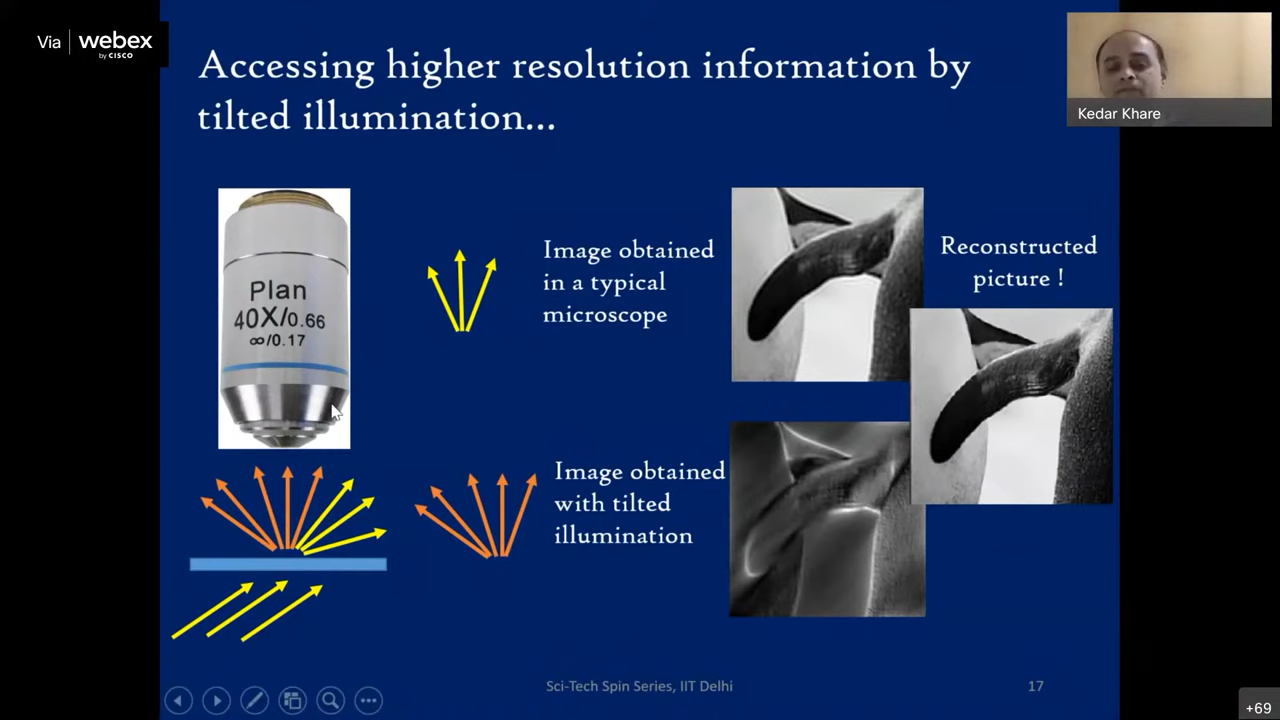 Via webex
by CISCO
Accessing higher resolution information by
tilted illumination...
Kedar Khare
Plan
40X/0.66
∞/0.17
Image obtained
in a typical
microscope
Reconstructed
picture !
Image obtained
with tilted
illumination
Sci-Tech Spin Series, IIT Delhi
17
+69